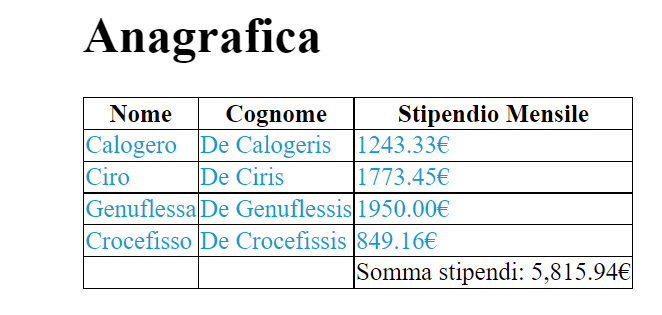 Anagrafica
Nome Cognome Stipendio Mensile
Calogero De Calogeris 1243.33€
Ciro De Ciris 1773.45€
Genuflessa De Genuflessis 1950.00€
Crocefisso De Crocefissis 849.16€
Somma stipendi: 5,815.94€